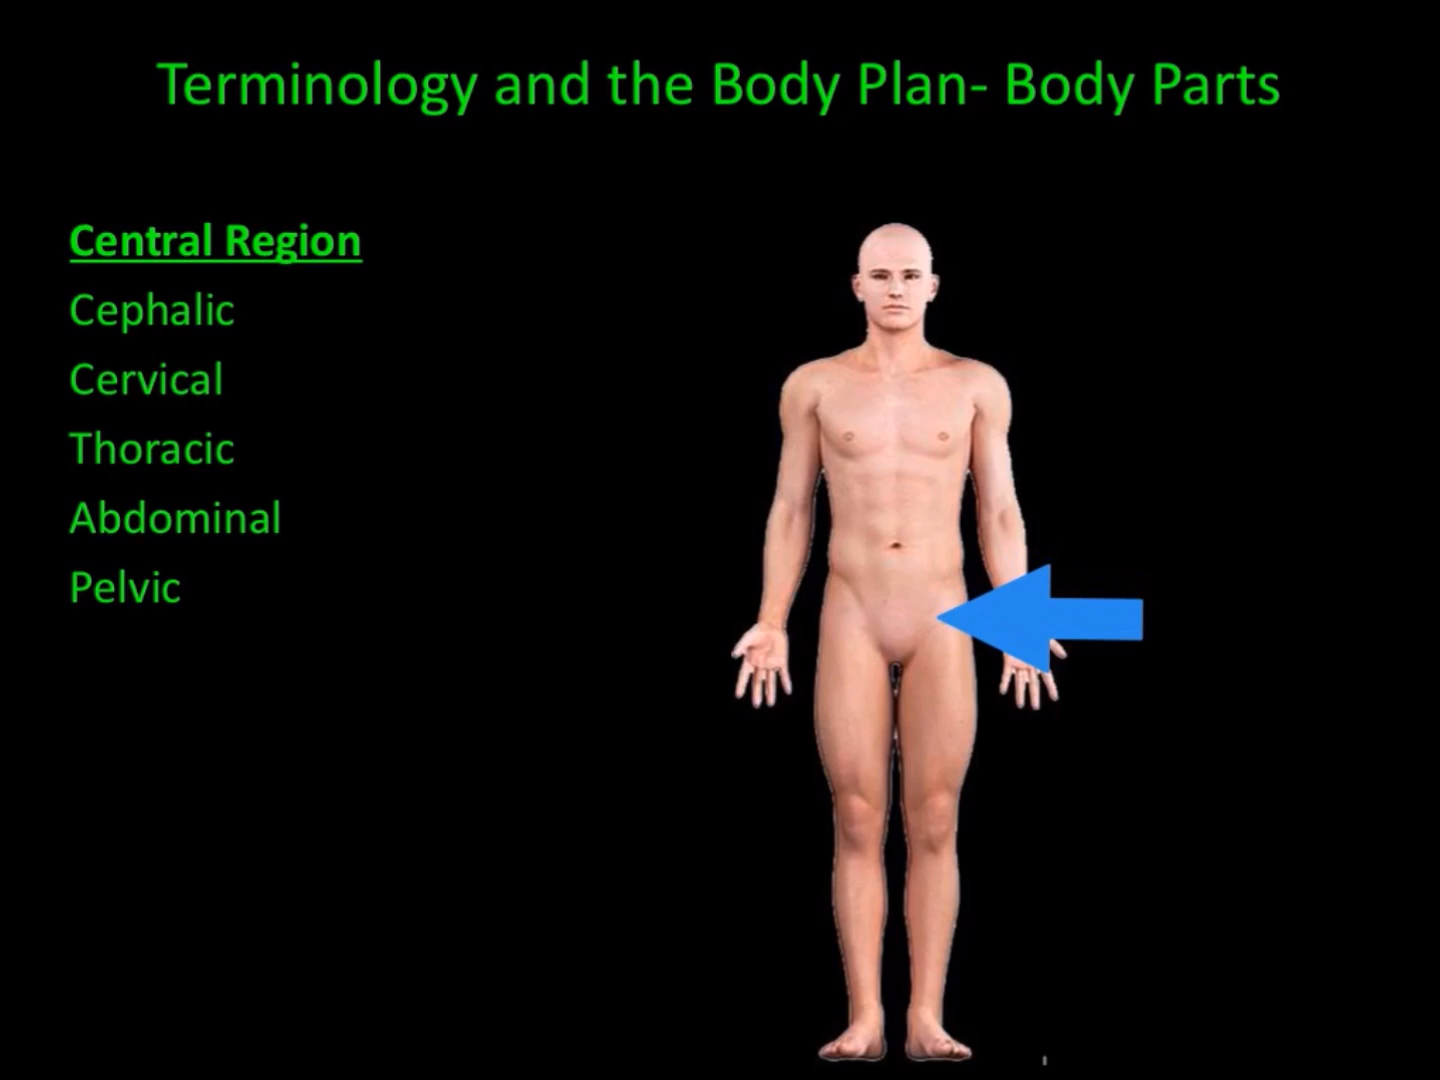 Terminology and the Body Plan- Body Parts
Central Region
Cephalic
Cervical
Thoracic
Abdominal
Pelvic